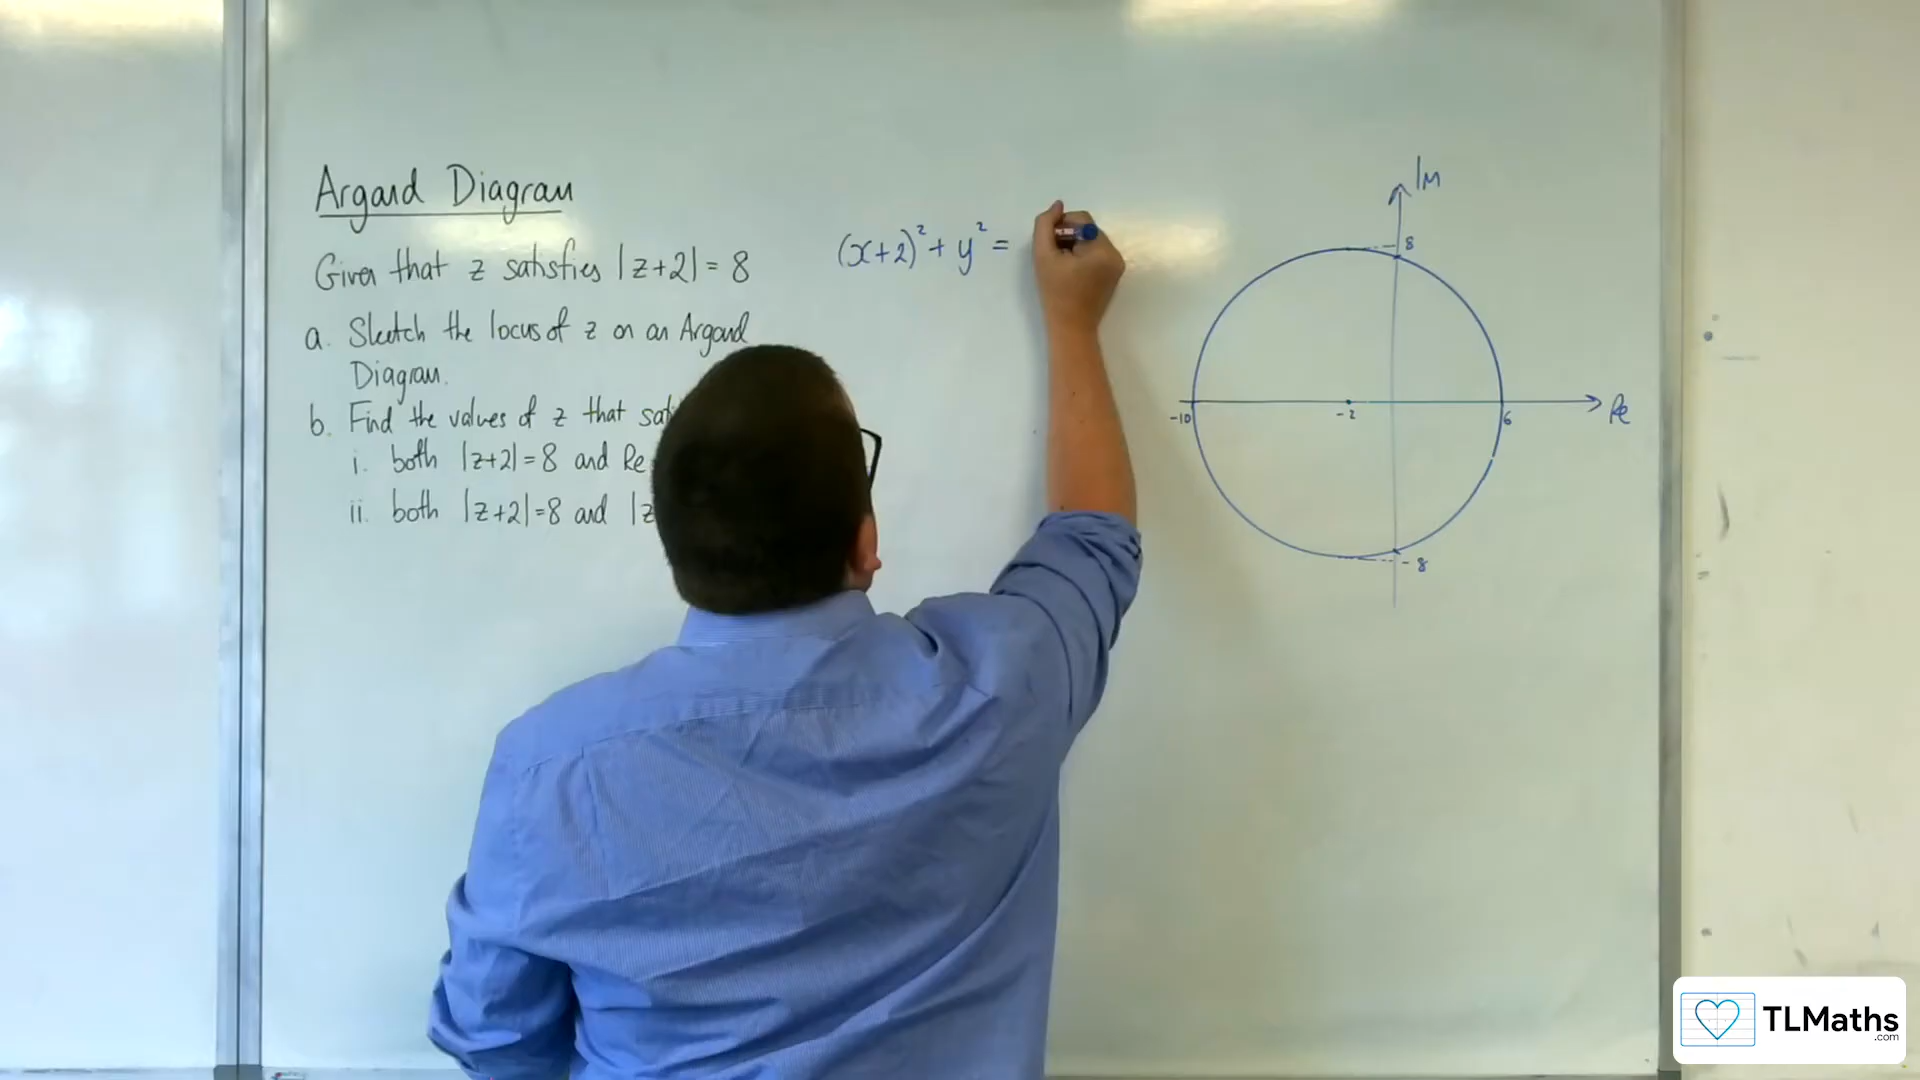 Argand Diagram
Given that z satisfies |z+2| = 8
a. Sketch the locus of z on an Argand
Diagram.
b. Find the values of z that
i. both |z+2|=8 and Re
ii. both |z+2|=8 and |z
(x+2)² + y² =
Im
8
-10
-2
6
Re
-8
TLMaths
.com